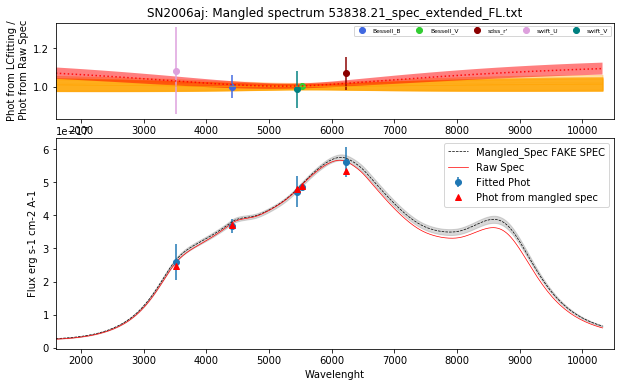 SN2006aj: Mangled spectrum 53838.21_spec_extended_FL.txt
Phot from LCfitting /
Phot from Raw Spec
1.2
1.0
Bessell_B
Bessell_V
sdss_r'
swift_U
swift_V
2000 3000 4000 5000 6000 7000 8000 9000 10000
1e−17
Flux erg s-1 cm-2 A-1
6
5
4
3
2
1
0
Mangled_Spec FAKE SPEC
Raw Spec
Fitted Phot
Phot from mangled spec
2000 3000 4000 5000 6000 7000 8000 9000 10000
Wavelenght